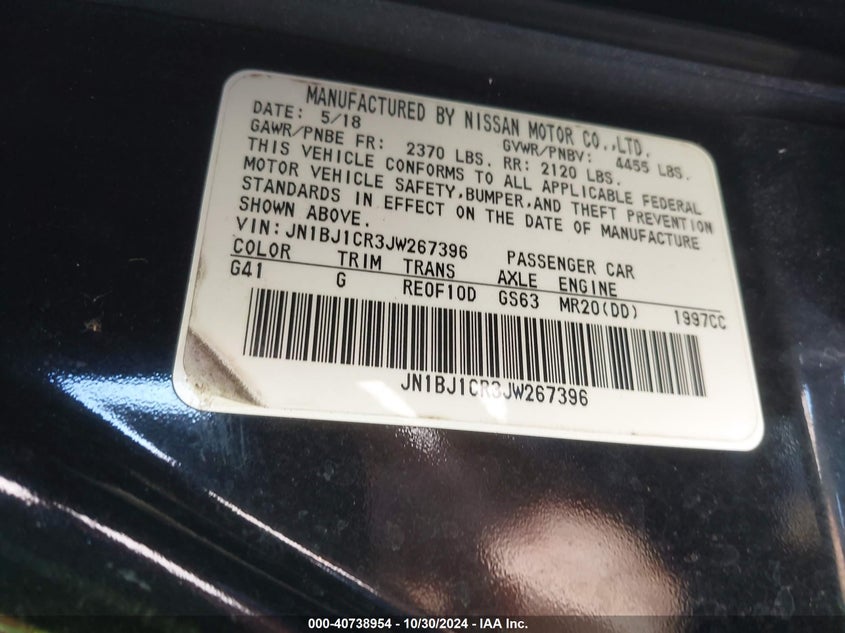 MANUFACTURED BY NISSAN MOTOR CO.,LTD.
DATE: 5/18 GVWR/PNBV: 4455 LBS.
GAWR/PNBE FR: 2370 LBS. RR: 2120 LBS.
THIS VEHICLE CONFORMS TO ALL APPLICABLE FEDERAL
MOTOR VEHICLE SAFETY,BUMPER,AND THEFT PREVENTION
STANDARDS IN EFFECT ON THE DATE OF MANUFACTURE
SHOWN ABOVE.
VIN:JN1BJ1CR3JW267396 PASSENGER CAR
COLOR TRIM TRANS AXLE ENGINE
G41 G RE0F10D GS63 MR20(DD) 1997CC
JN1BJ1CR3JW267396
000-40738954 - 10/30/2024 - IAA Inc.